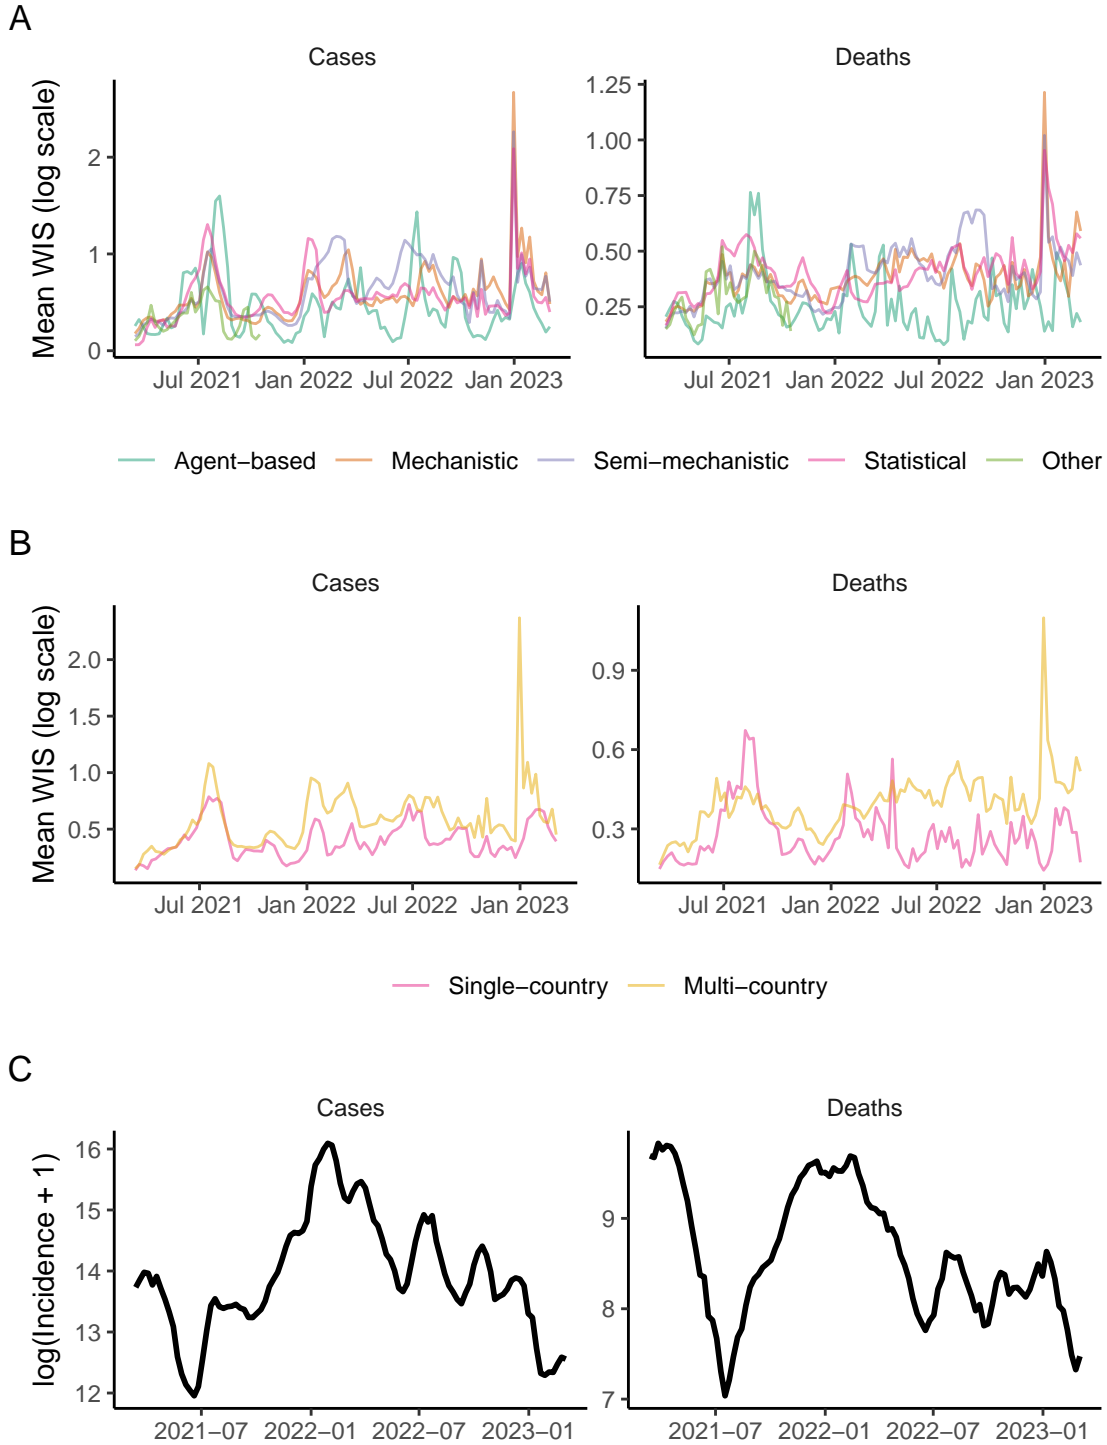 A
Cases
Deaths
Mean WIS (log scale)
2
1
0
1.25
1.00
0.75
0.50
0.25
Jul 2021 Jan 2022 Jul 2022 Jan 2023
Jul 2021 Jan 2022 Jul 2022 Jan 2023
Agent−based Mechanistic Semi−mechanistic Statistical Other
B
Cases
Deaths
Mean WIS (log scale)
2.0
1.5
1.0
0.5
0.9
0.6
0.3
Jul 2021 Jan 2022 Jul 2022 Jan 2023
Jul 2021 Jan 2022 Jul 2022 Jan 2023
Single−country Multi−country
C
Cases
Deaths
log(Incidence + 1)
16
15
14
13
12
9
8
7
2021−07 2022−01 2022−07 2023−01
2021−07 2022−01 2022−07 2023−01